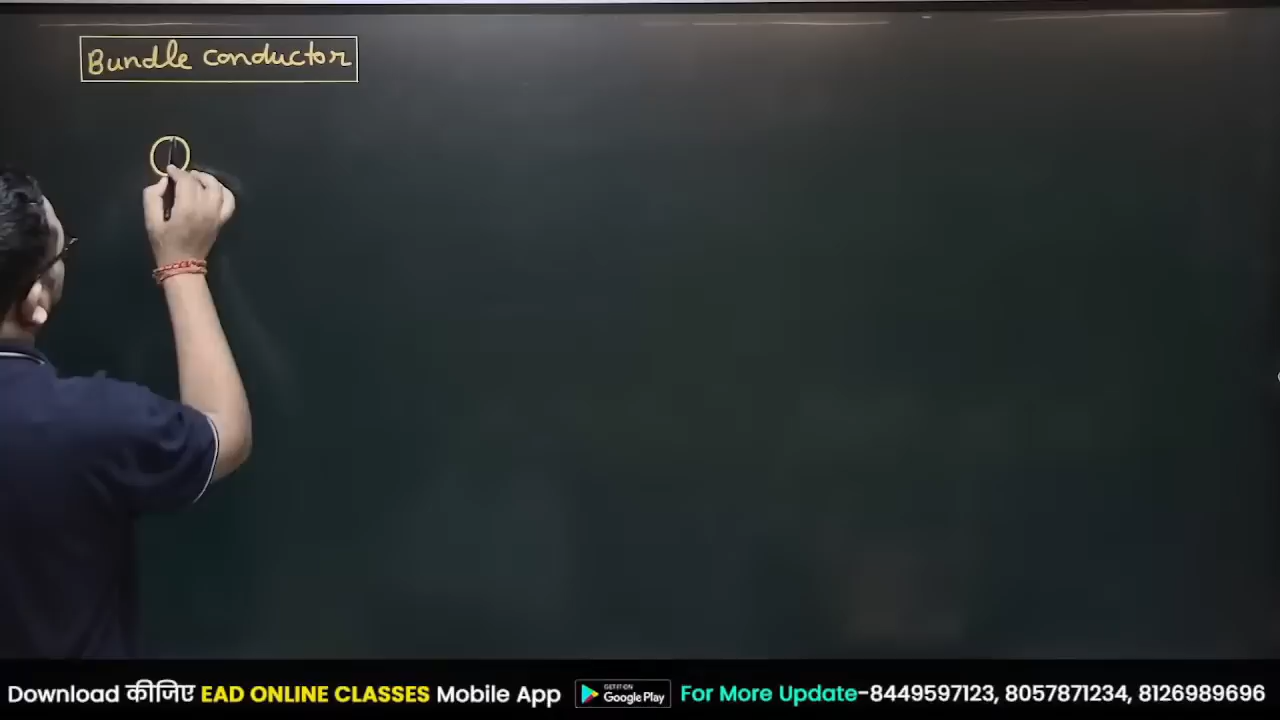 Bundle conductor
Download कीजिए EAD ONLINE CLASSES Mobile App GET IT ON Google Play For More Update-8449597123, 8057871234, 8126989696